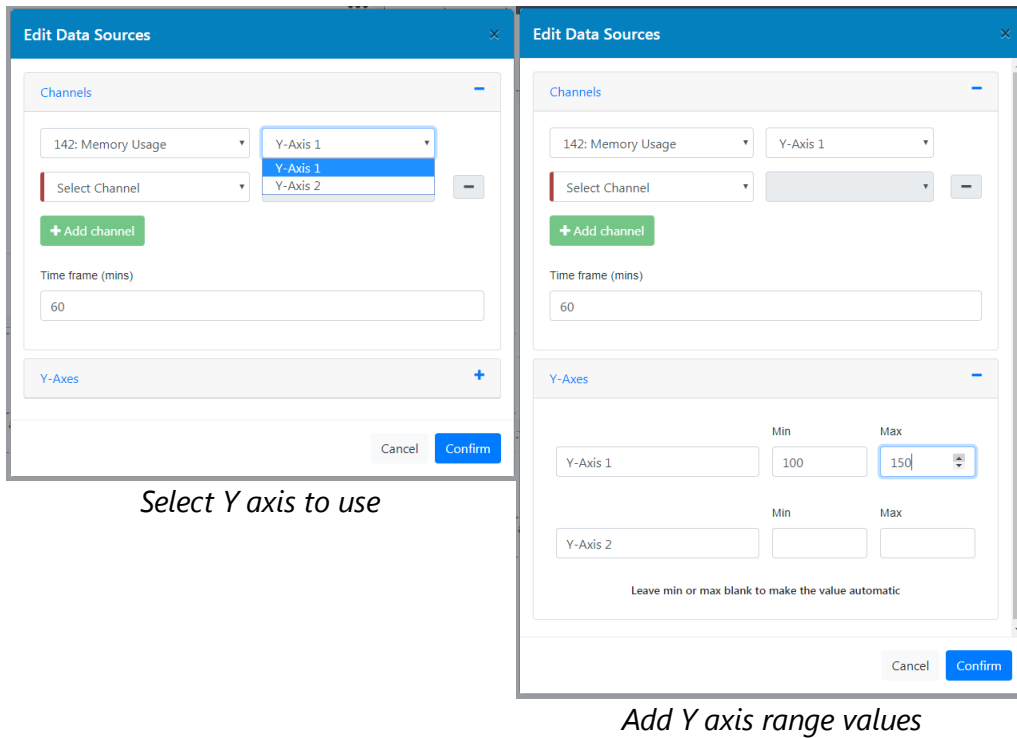 Edit Data Sources ×
Channels
142: Memory Usage Y-Axis 1
Y-Axis 1
Y-Axis 2
Select Channel
+ Add channel
Time frame (mins)
60
Y-Axes
Cancel Confirm
Select Y axis to use
Edit Data Sources ×
Channels
142: Memory Usage Y-Axis 1
Select Channel
+ Add channel
Time frame (mins)
60
Y-Axes
Min Max
Y-Axis 1 100 150
Min Max
Y-Axis 2
Leave min or max blank to make the value automatic
Cancel Confirm
Add Y axis range values